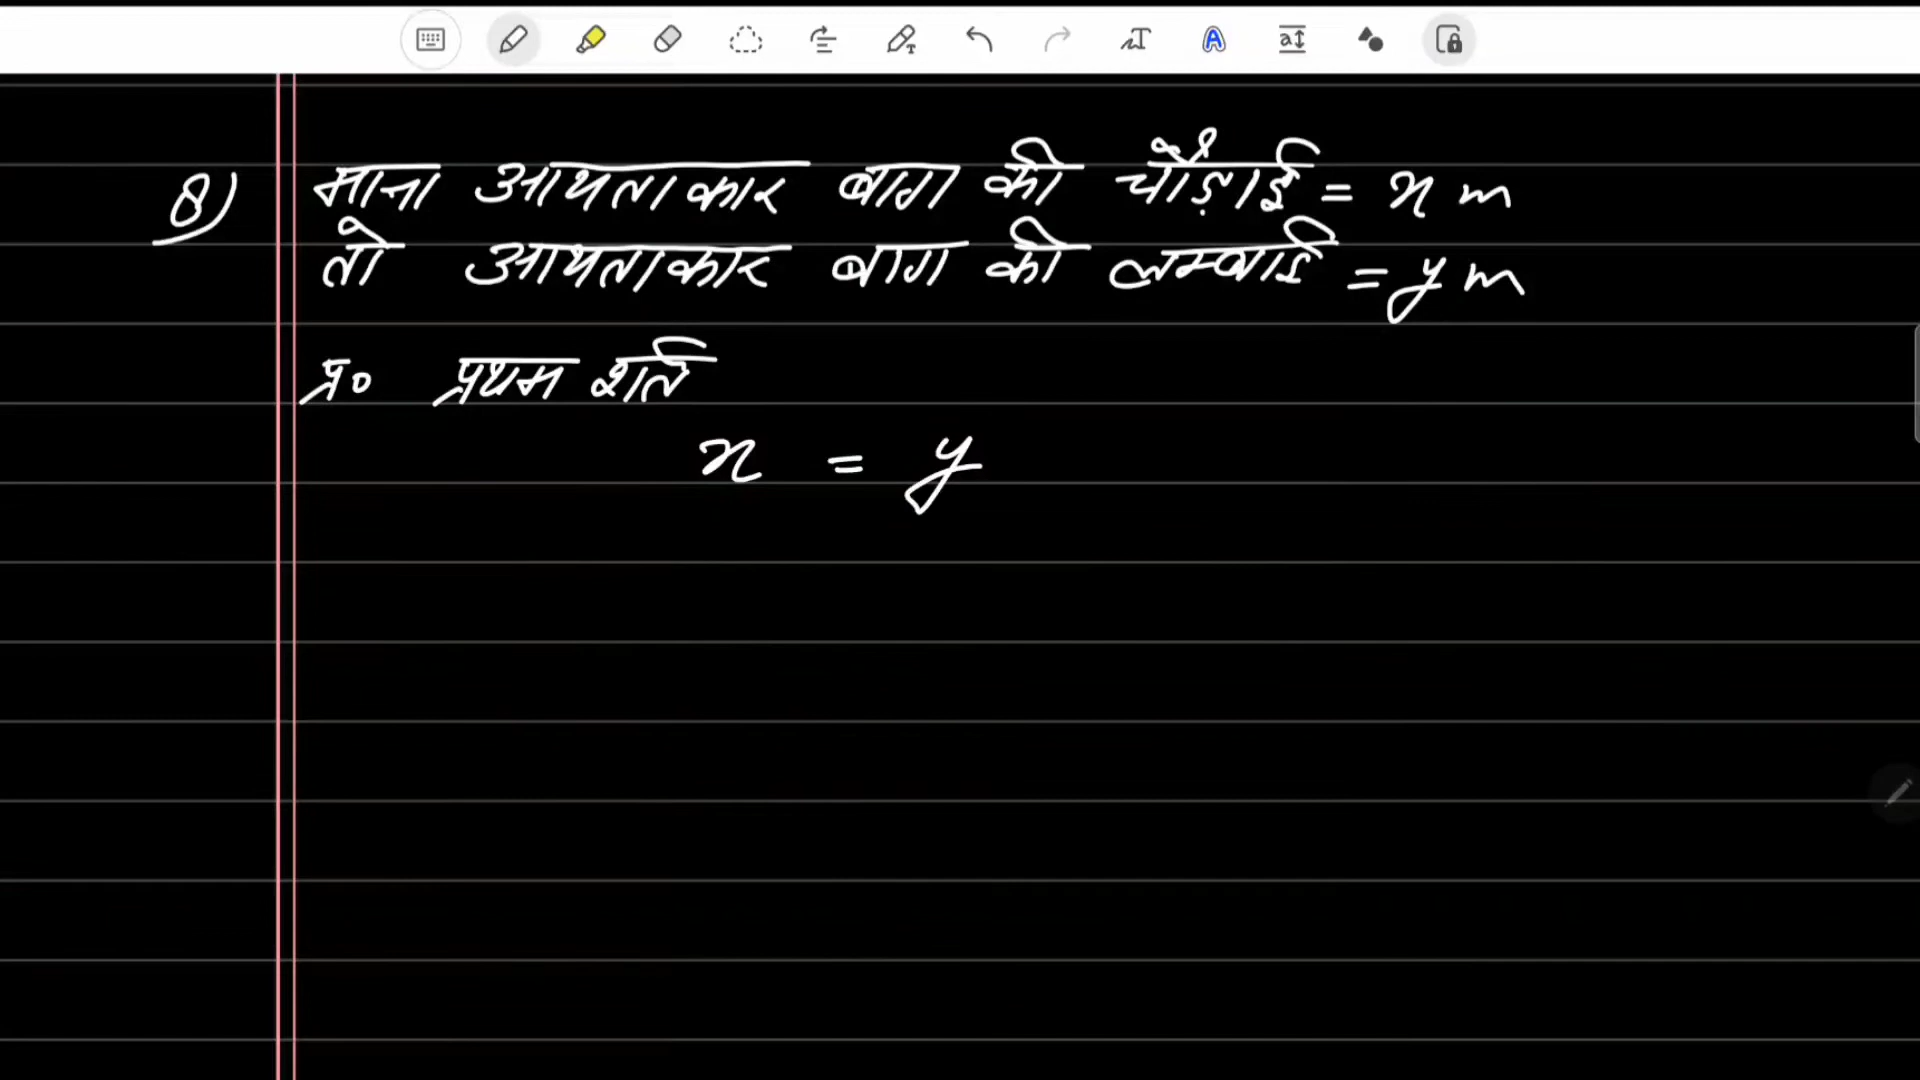 8) माना आयताकार बाग की चौड़ाई = x m
तो आयताकार बाग की लम्बाई = y m
प्र० प्रथम शर्त
x = y